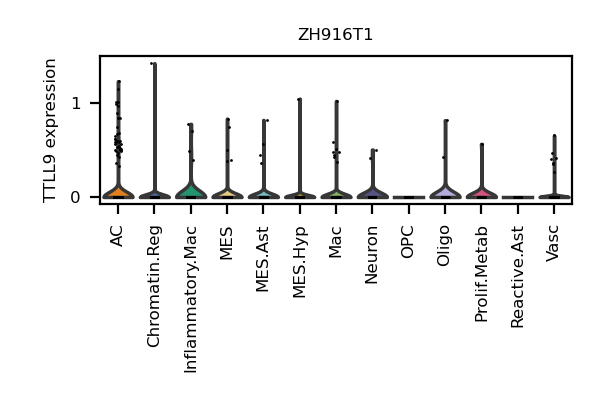 ZH916T1
TTLL9 expression
1
0
AC
Chromatin.Reg
Inflammatory.Mac
MES
MES.Ast
MES.Hyp
Mac
Neuron
OPC
Oligo
Prolif.Metab
Reactive.Ast
Vasc